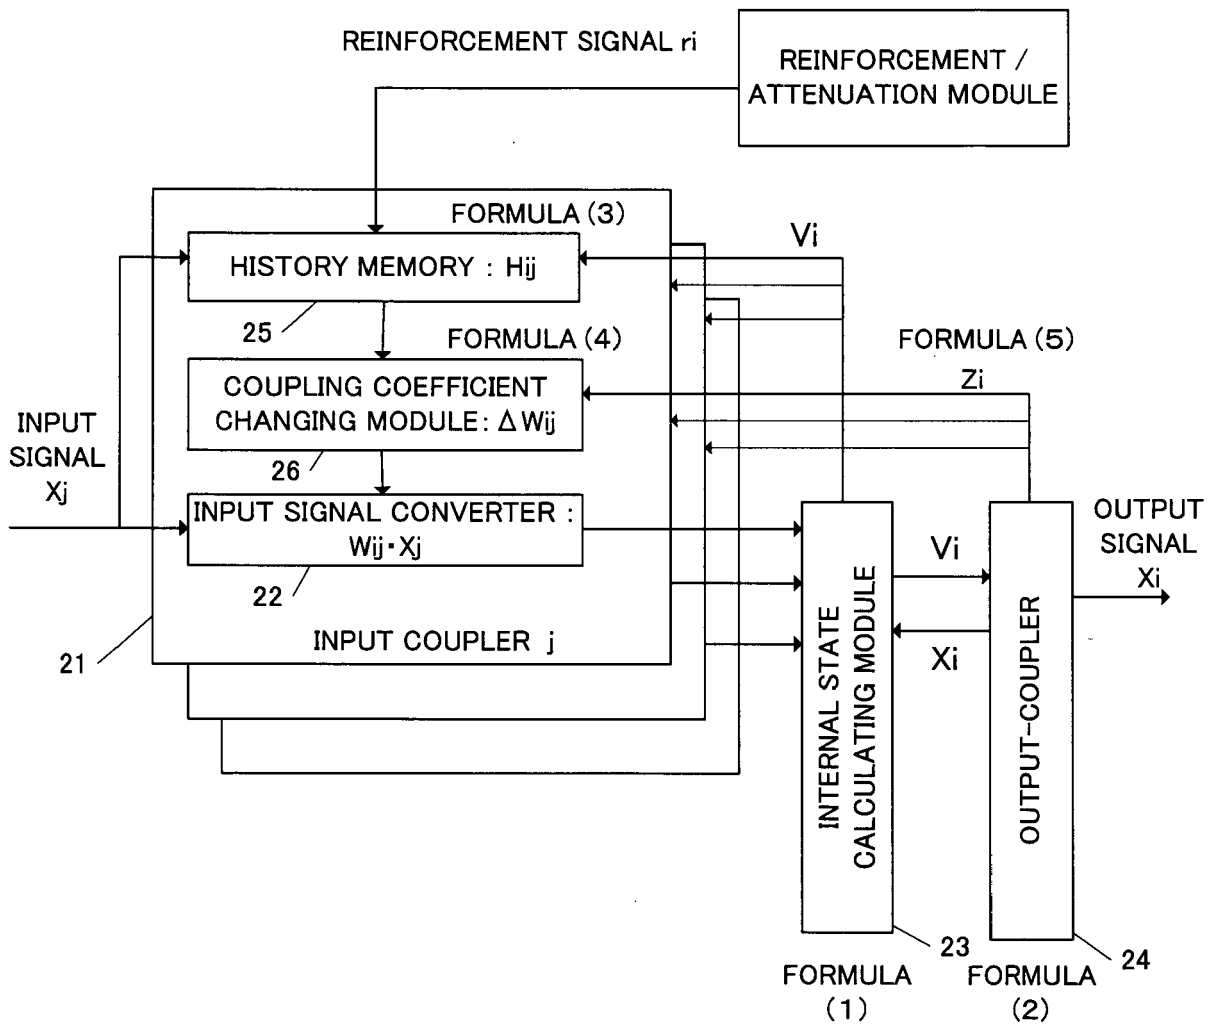 REINFORCEMENT SIGNAL ri
REINFORCEMENT /
ATTENUATION MODULE
FORMULA (3)
HISTORY MEMORY : Hij
25
Vi
FORMULA (4)
COUPLING COEFFICIENT
CHANGING MODULE : Δ Wij
26
FORMULA (5)
Zi
INPUT
SIGNAL
Xj
INPUT SIGNAL CONVERTER :
Wij・Xj
22
INPUT COUPLER j
21
INTERNAL STATE
CALCULATING MODULE
Vi
Xi
OUTPUT-COUPLER
OUTPUT
SIGNAL
Xi
23
24
FORMULA
(1)
FORMULA
(2)